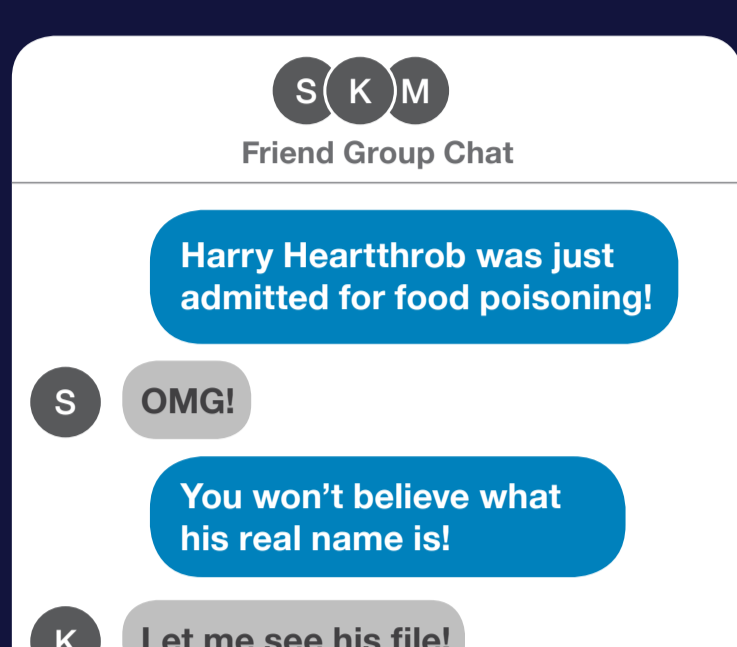 S K M
Friend Group Chat
Harry Heartthrob was just
admitted for food poisoning!
S
OMG!
You won’t believe what
his real name is!
K
Let me see his file!